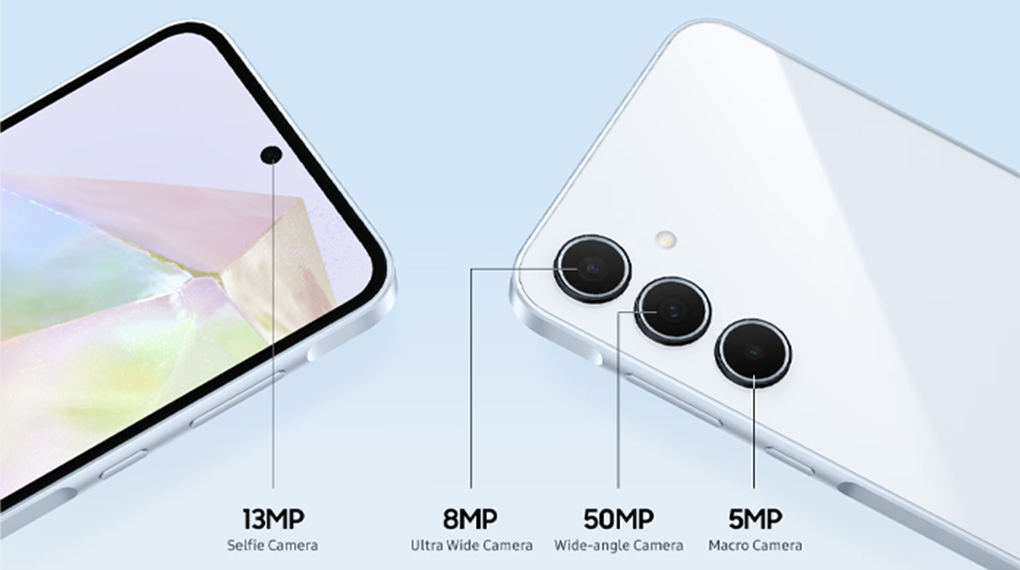 13MP
Selfie Camera
8MP
Ultra Wide Camera
50MP
Wide-angle Camera
5MP
Macro Camera